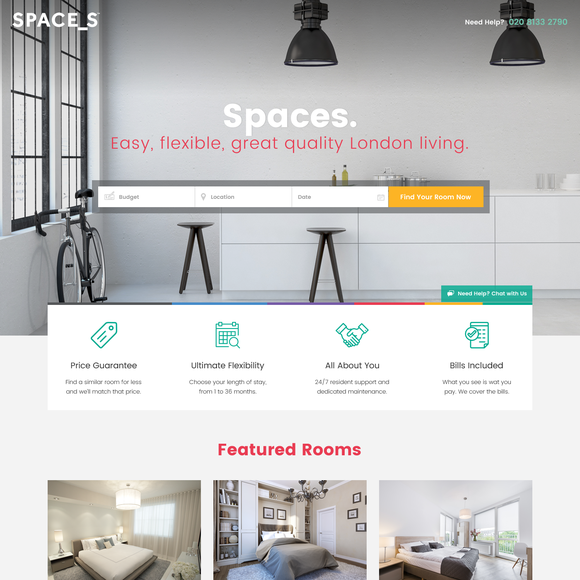 SPACE_S
Need Help? 020 8133 2790
Spaces.
Easy, flexible, great quality London living.
Budget
Location
Date
Find Your Room Now
Need Help? Chat with Us
Price Guarantee
Find a similar room for less
and we'll match that price.
Ultimate Flexibility
Choose your length of stay,
from 1 to 36 months.
All About You
24/7 resident support and
dedicated maintenance.
Bills Included
What you see is wat you
pay. We cover the bills.
Featured Rooms